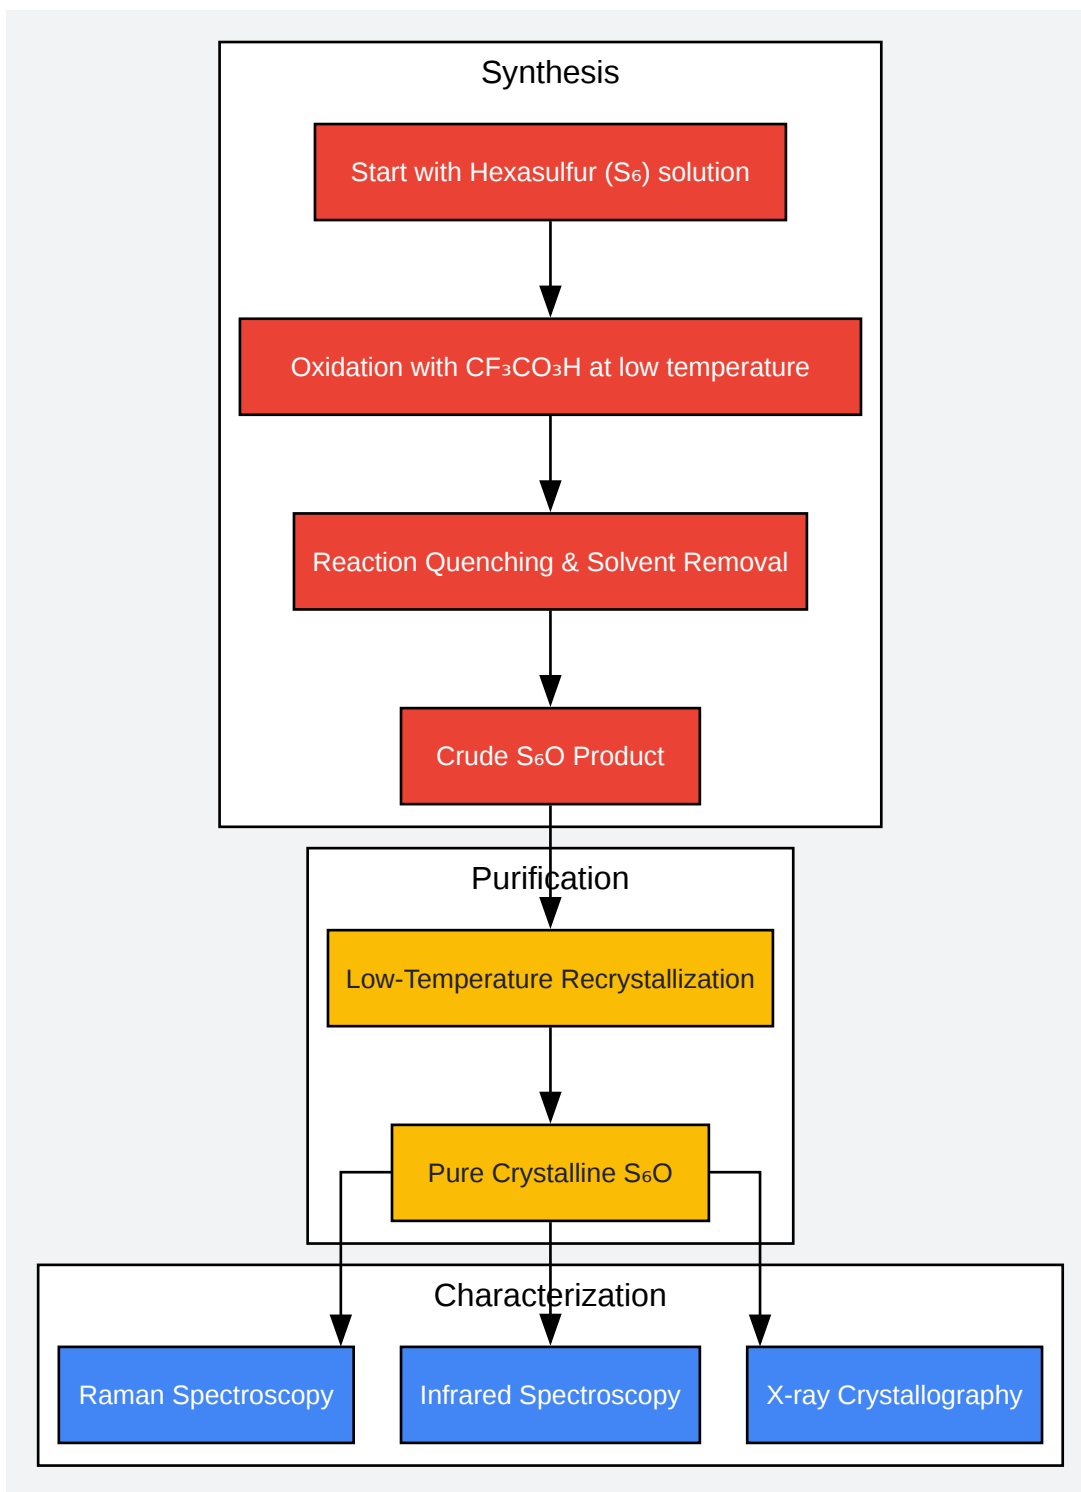 Synthesis
Start with Hexasulfur (S₆) solution
Oxidation with CF₃CO₃H at low temperature
Reaction Quenching & Solvent Removal
Crude S₆O Product
Purification
Low-Temperature Recrystallization
Pure Crystalline S₆O
Characterization
Raman Spectroscopy
Infrared Spectroscopy
X-ray Crystallography